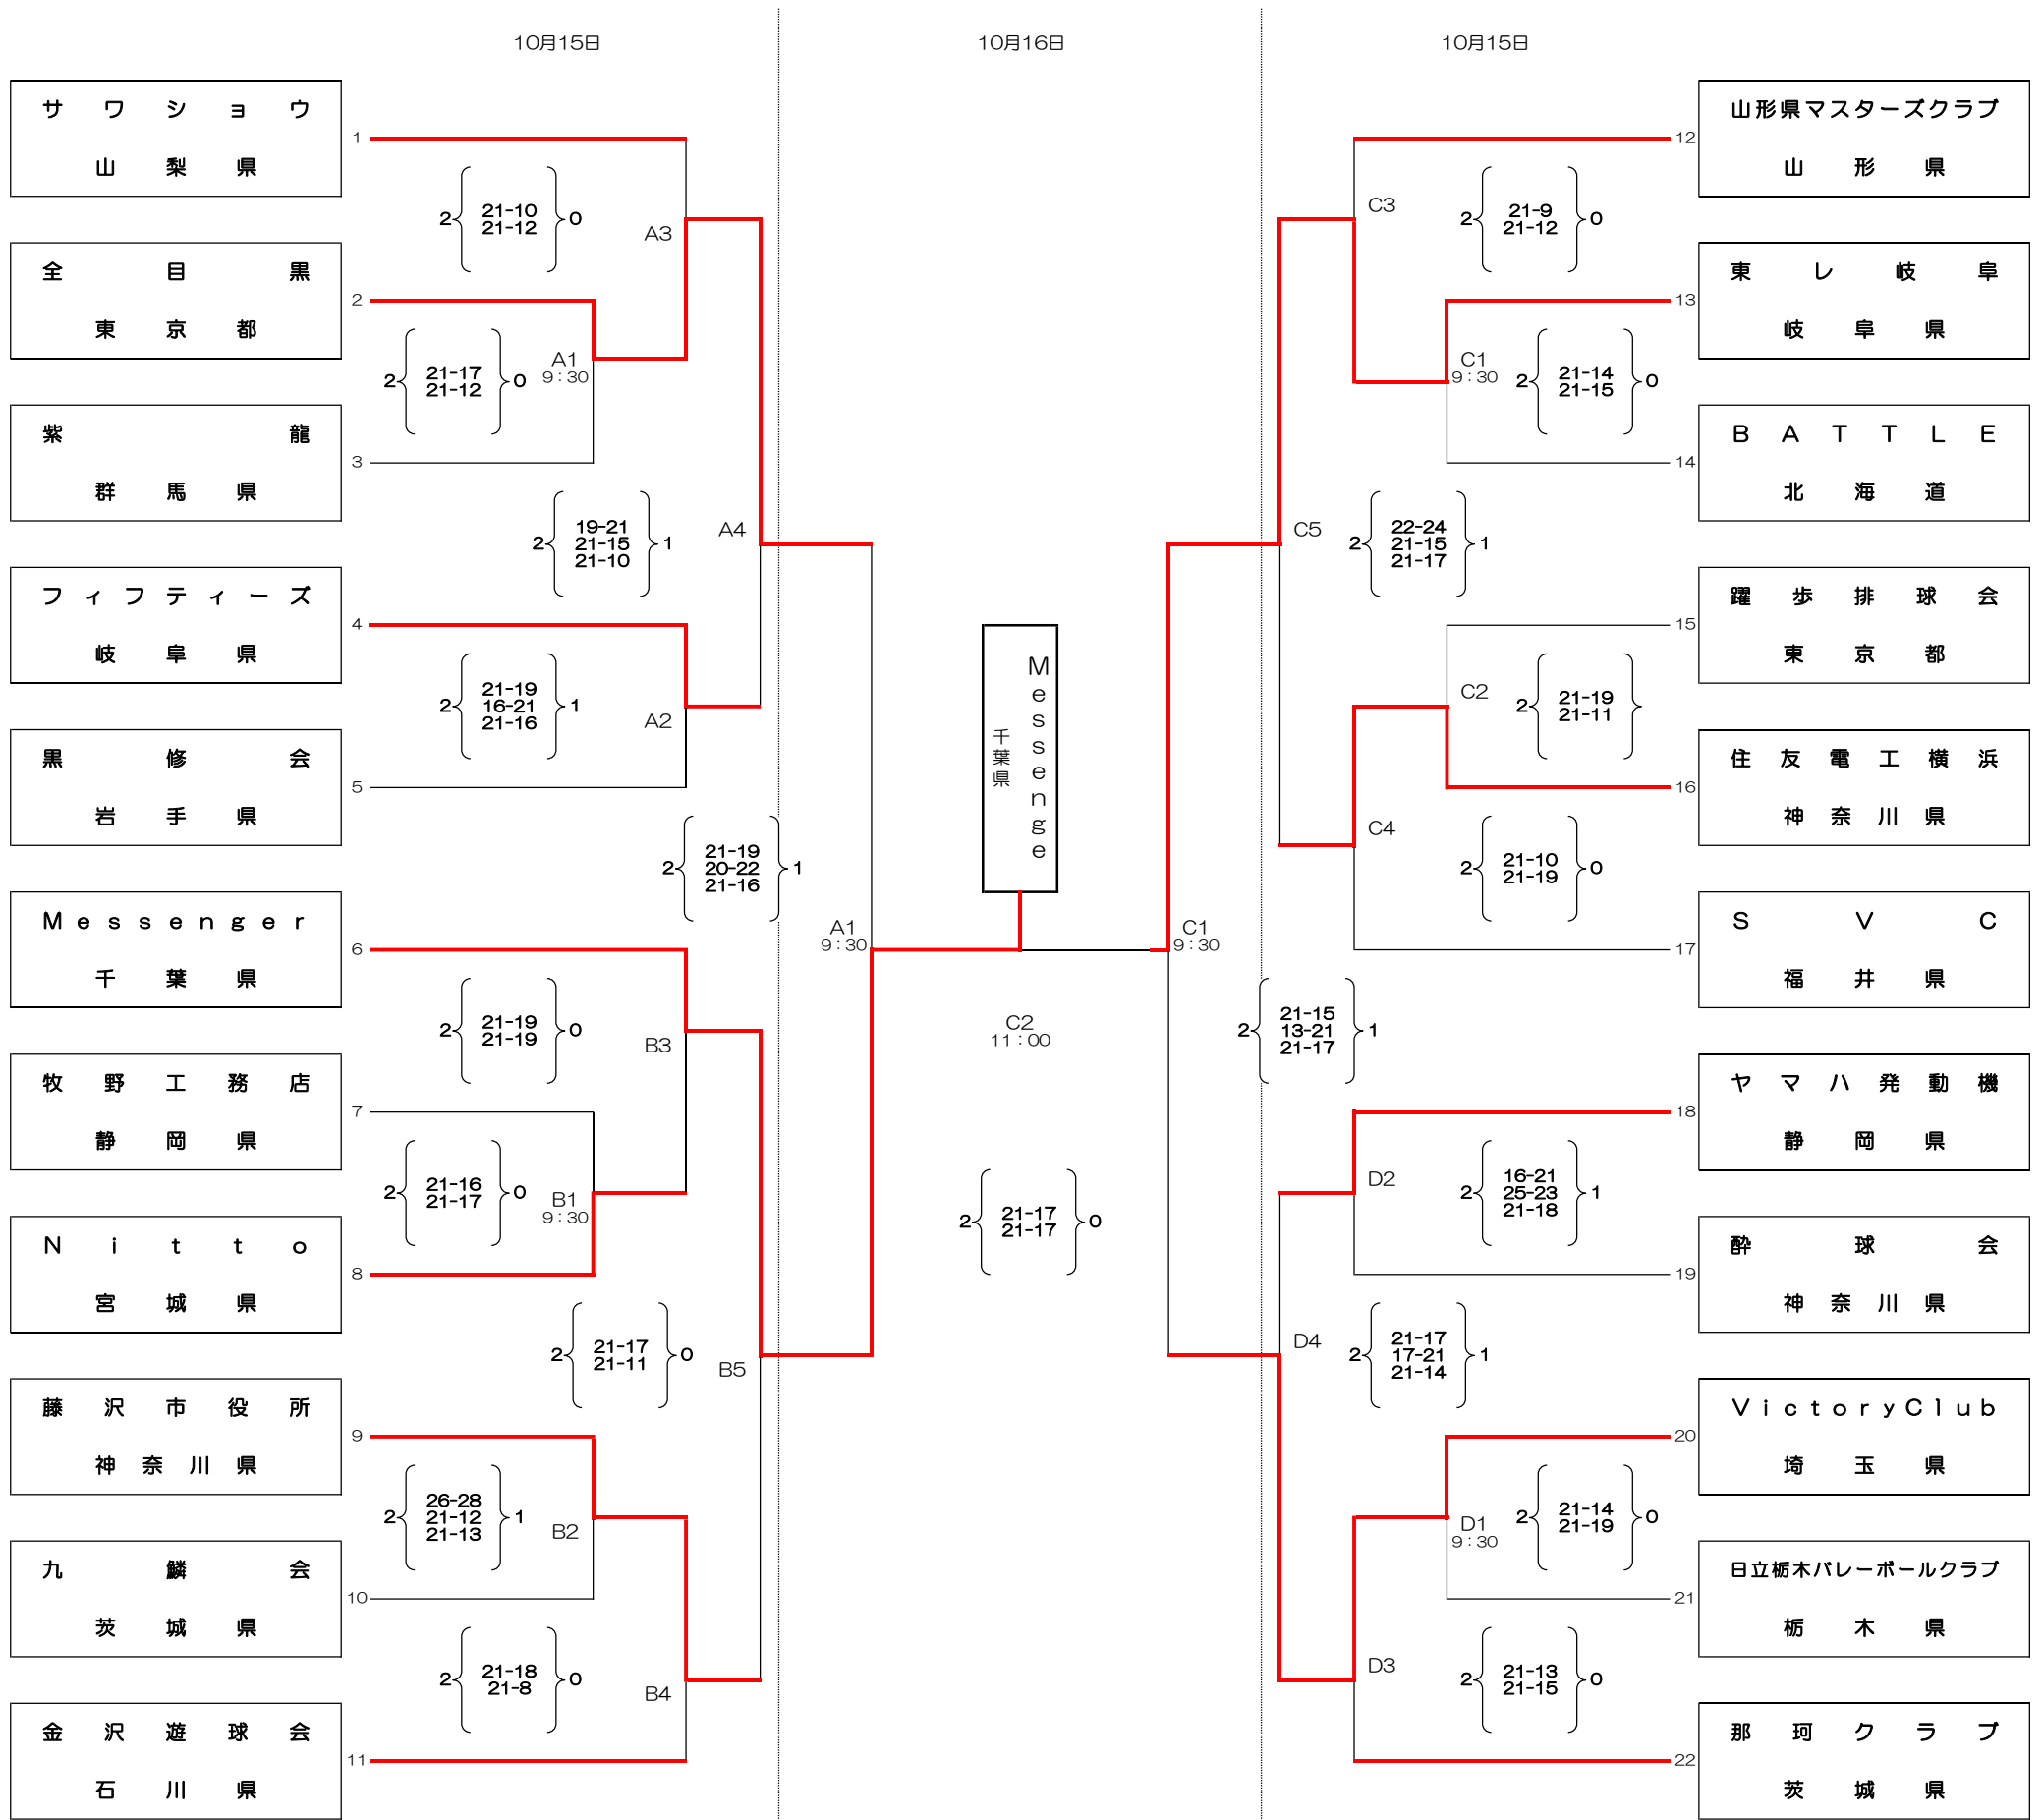 10月15日
10月16日
10月15日
サワショウ
山梨県
1
2 21-10 0
21-12
A3
全目黒
東京都
2
2 21-17 0
21-12
A1
9:30
紫龍
群馬県
3
2 19-21 1
21-15
21-10
A4
フィフティーズ
岐阜県
4
2 21-19 1
16-21
21-16
A2
黒修会
岩手県
5
2 21-19 1
20-22
21-16
A1
9:30
Messenger
千葉県
6
2 21-19 0
21-19
B3
牧野工務店
静岡県
7
2 21-16 0
21-17
B1
9:30
Nitto
宮城県
8
2 21-17 0
21-11
B5
藤沢市役所
神奈川県
9
2 26-28 1
21-12
21-13
B2
九鱗会
茨城県
10
2 21-18 0
21-8
B4
金沢遊球会
石川県
11
Messenge
千葉県
C2
11:00
2 21-17 0
21-17
山形県マスターズクラブ
山形県
12
C3
2 21-9 0
21-12
東レ岐阜
岐阜県
13
C1
9:30
2 21-14 0
21-15
BATTLE
北海道
14
C5
2 22-24 1
21-15
21-17
躍歩排球会
東京都
15
C2
2 21-19
21-11
住友電工横浜
神奈川県
16
C4
2 21-10 0
21-19
SVC
福井県
17
C1
9:30
2 21-15 1
13-21
21-17
ヤマハ発動機
静岡県
18
D2
2 16-21 1
25-23
21-18
酔球会
神奈川県
19
D4
2 21-17 1
17-21
21-14
VictoryClub
埼玉県
20
D1
9:30
2 21-14 0
21-19
日立栃木バレーボールクラブ
栃木県
21
D3
2 21-13 0
21-15
那珂クラブ
茨城県
22